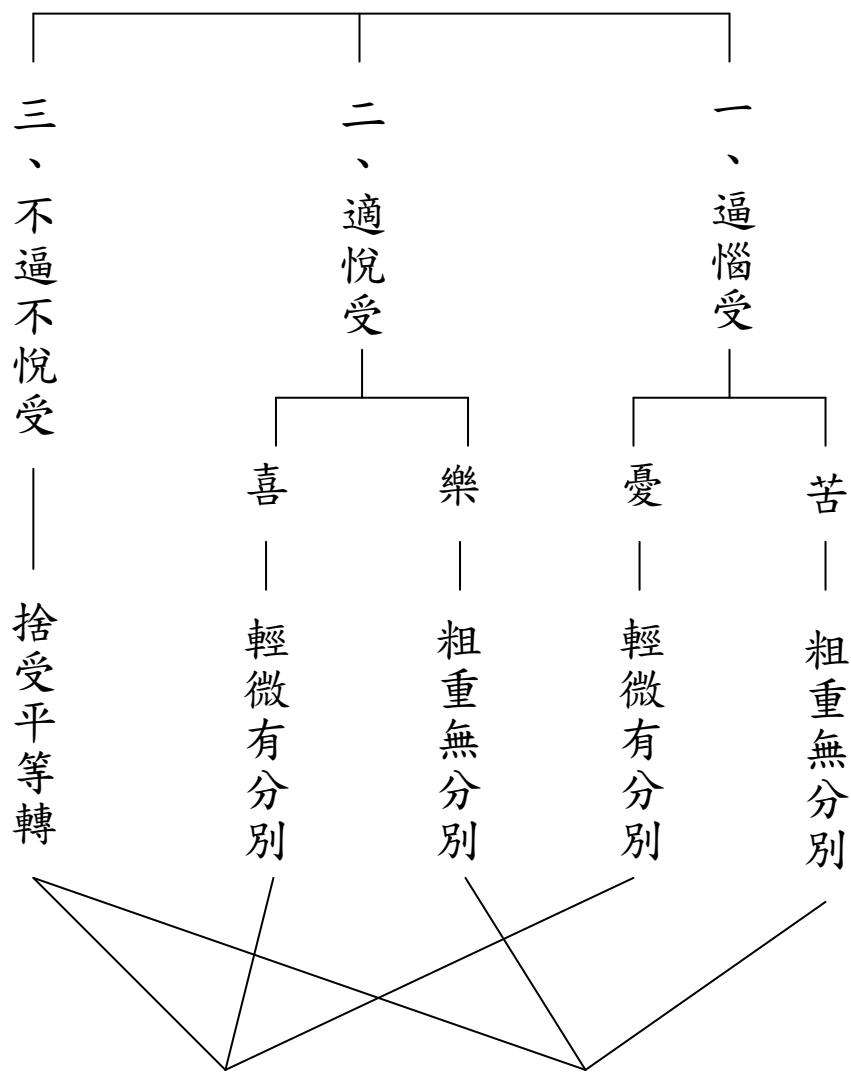 一、逼惱受
二、適悅受
三、不逼不悅受
苦
憂
樂
喜
粗重無分別
輕微有分別
粗重無分別
輕微有分別
捨受平等轉